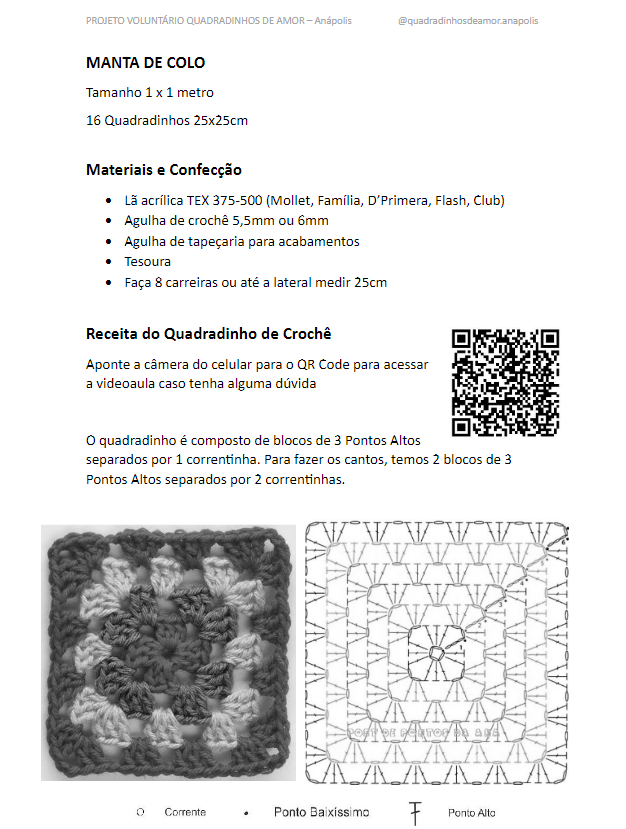 PROJETO VOLUNTÁRIO QUADRADINHOS DE AMOR – Anápolis @quadradinhosdeamor.anapolis
MANTA DE COLO
Tamanho 1 x 1 metro
16 Quadradinhos 25x25cm
Materiais e Confecção
• Lã acrílica TEX 375-500 (Mollet, Família, D’Primera, Flash, Club)
• Agulha de crochê 5,5mm ou 6mm
• Agulha de tapeçaria para acabamentos
• Tesoura
• Faça 8 carreiras ou até a lateral medir 25cm
Receita do Quadradinho de Crochê
Aponte a câmera do celular para o QR Code para acessar
a videoaula caso tenha alguma dúvida
O quadradinho é composto de blocos de 3 Pontos Altos
separados por 1 correntinha. Para fazer os cantos, temos 2 blocos de 3
Pontos Altos separados por 2 correntinhas.
Corrente Ponto Baixíssimo Ponto Alto